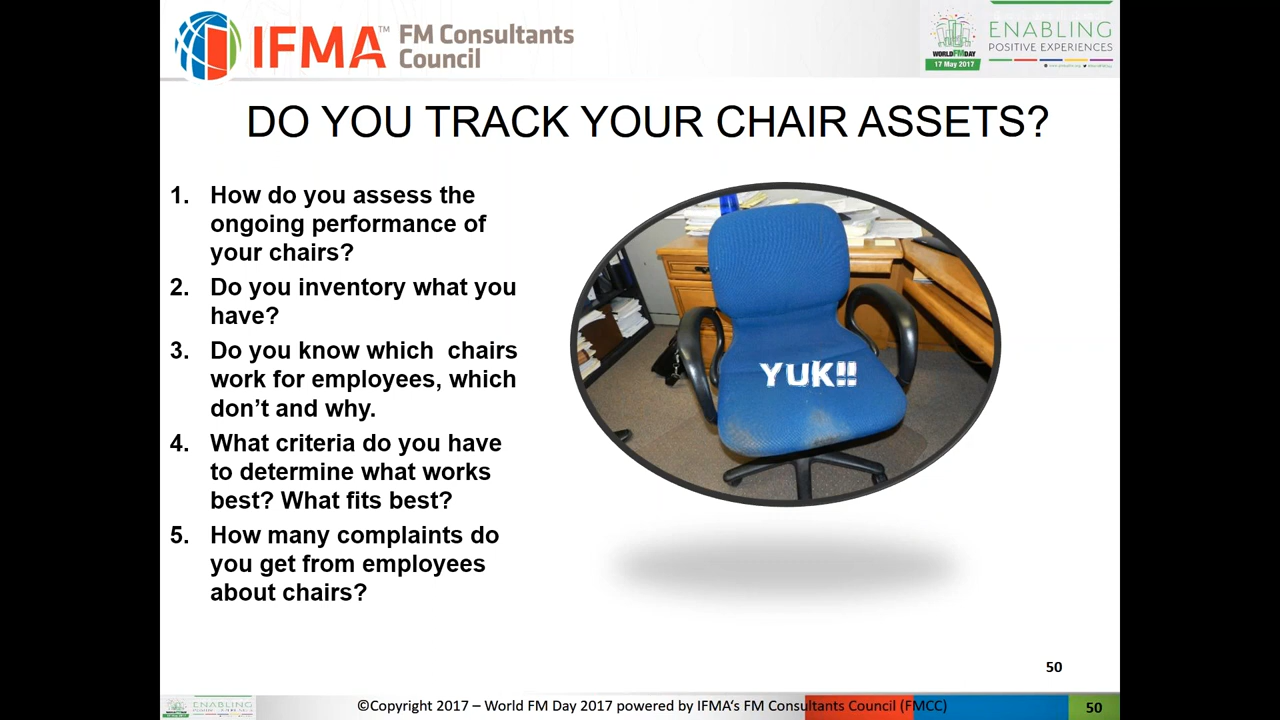 IFMA™ FM Consultants
Council
WORLDFMDAY
17 May 2017
ENABLING
POSITIVE EXPERIENCES
DO YOU TRACK YOUR CHAIR ASSETS?
1. How do you assess the
ongoing performance of
your chairs?
2. Do you inventory what you
have?
3. Do you know which  chairs
work for employees, which
don’t and why.
4. What criteria do you have
to determine what works
best? What fits best?
5. How many complaints do
you get from employees
about chairs?
YUK!!
50
ENABLING
©Copyright 2017 – World FM Day 2017 powered by IFMA‘s FM Consultants Council (FMCC)
50